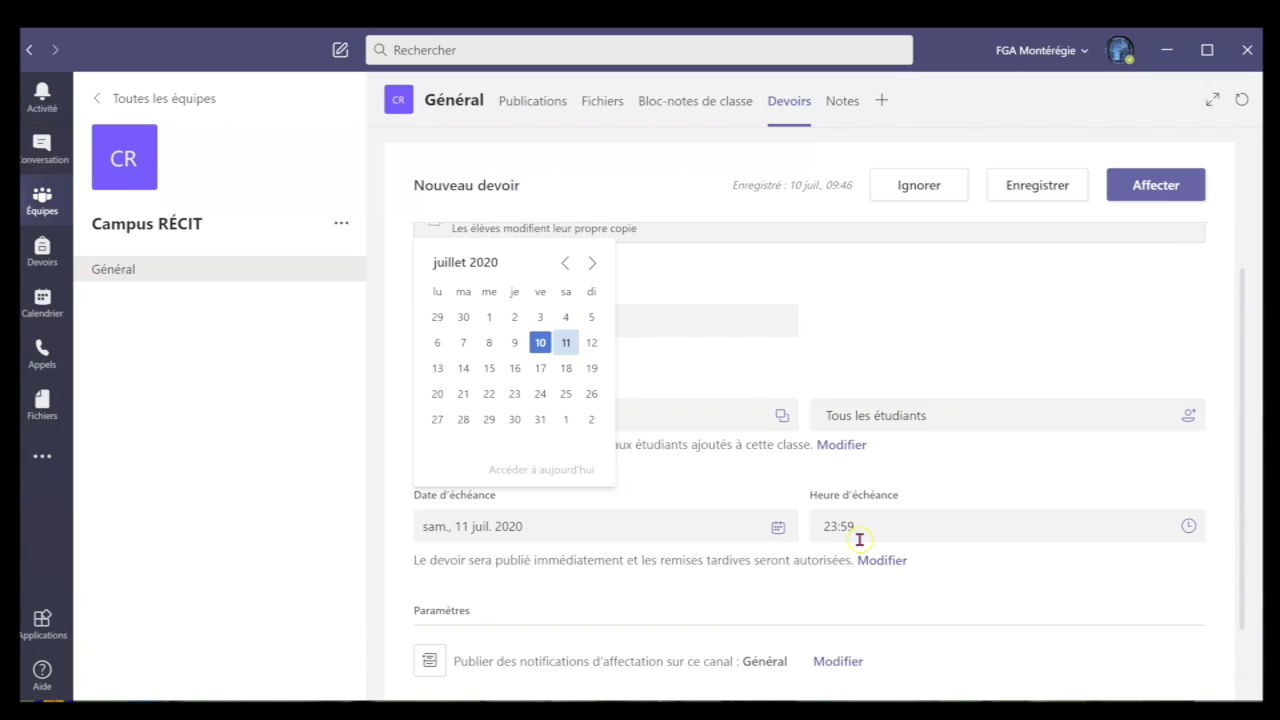 Rechercher
FGA Montérégie
Activité
onversation
Équipes
Devoirs
Calendrier
Appels
Fichiers
Applications
Aide
Toutes les équipes
CR
Campus RÉCIT
Général
CR
Général Publications Fichiers Bloc-notes de classe Devoirs Notes
Nouveau devoir
Enregistré : 10 juil., 09:46
Ignorer
Enregistrer
Affecter
Les élèves modifient leur propre copie
juillet 2020
lu ma me je ve sa di
29 30 1 2 3 4 5
6 7 8 9 10 11 12
13 14 15 16 17 18 19
20 21 22 23 24 25 26
27 28 29 30 31 1 2
Accéder à aujourd'hui
Tous les étudiants
aux étudiants ajoutés à cette classe. Modifier
Date d'échéance
Heure d'échéance
sam., 11 juil. 2020
23:59
Le devoir sera publié immédiatement et les remises tardives seront autorisées. Modifier
Paramètres
Publier des notifications d'affectation sur ce canal : Général Modifier